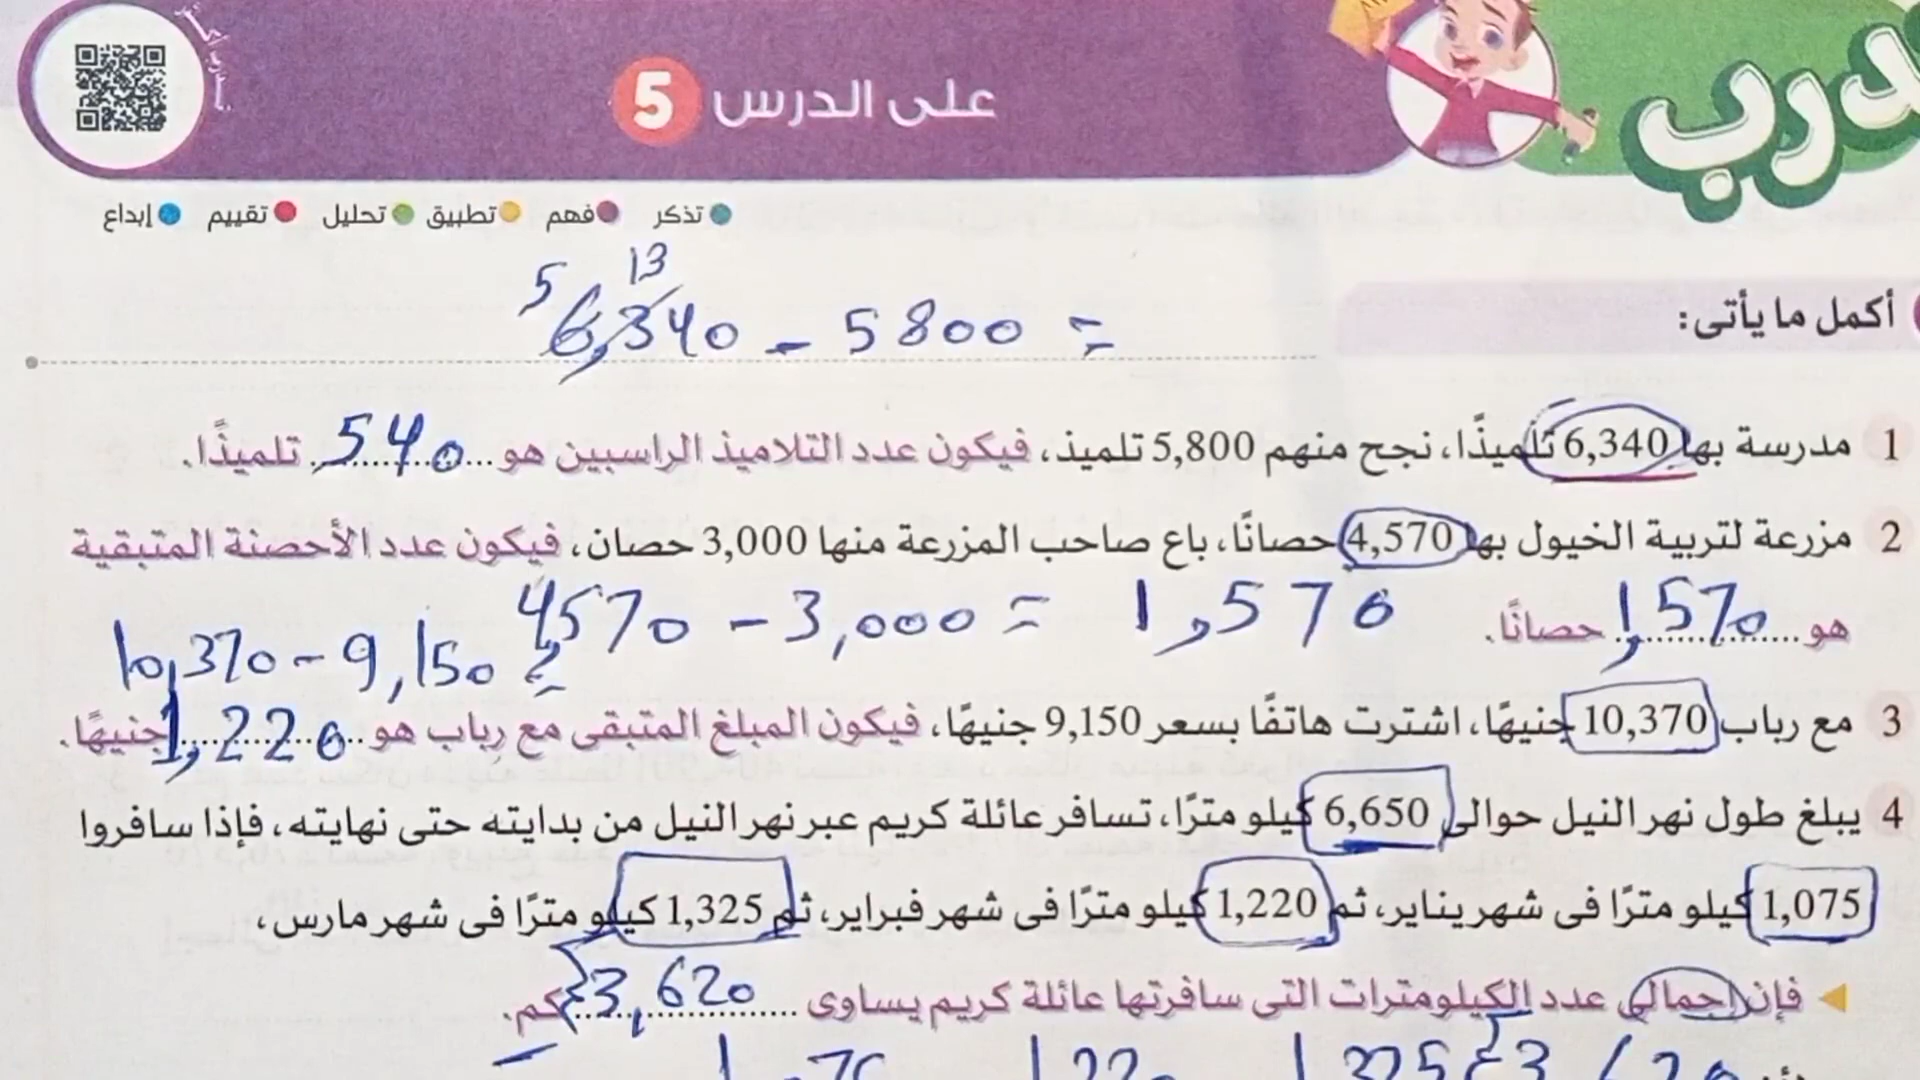 تدرب
على الدرس 5
تذكر فهم تطبيق تحليل تقييم إبداع
أكمل ما يأتى:
5 13
6,340 - 5800 =
1 مدرسة بها 6,340 تلميذًا، نجح منهم 5,800 تلميذ، فيكون عدد التلاميذ الراسبين هو 540 تلميذًا.
2 مزرعة لتربية الخيول بها 4,570 حصانًا، باع صاحب المزرعة منها 3,000 حصان، فيكون عدد الأحصنة المتبقية
هو 1,570 حصانًا.
4,570 - 3,000 = 1,570
10,370 - 9,150 =
3 مع رباب 10,370 جنيهًا، اشترت هاتفًا بسعر 9,150 جنيهًا، فيكون المبلغ المتبقى مع رباب هو 1,220 جنيهًا.
4 يبلغ طول نهر النيل حوالى 6,650 كيلو مترًا، تسافر عائلة كريم عبر نهر النيل من بدايته حتى نهايته، فإذا سافروا
1,075 كيلو مترًا فى شهر يناير، ثم 1,220 كيلو مترًا فى شهر فبراير، ثم 1,325 كيلو مترًا فى شهر مارس،
فإن إجمالى عدد الكيلومترات التى سافرتها عائلة كريم يساوى 3,620 كم.